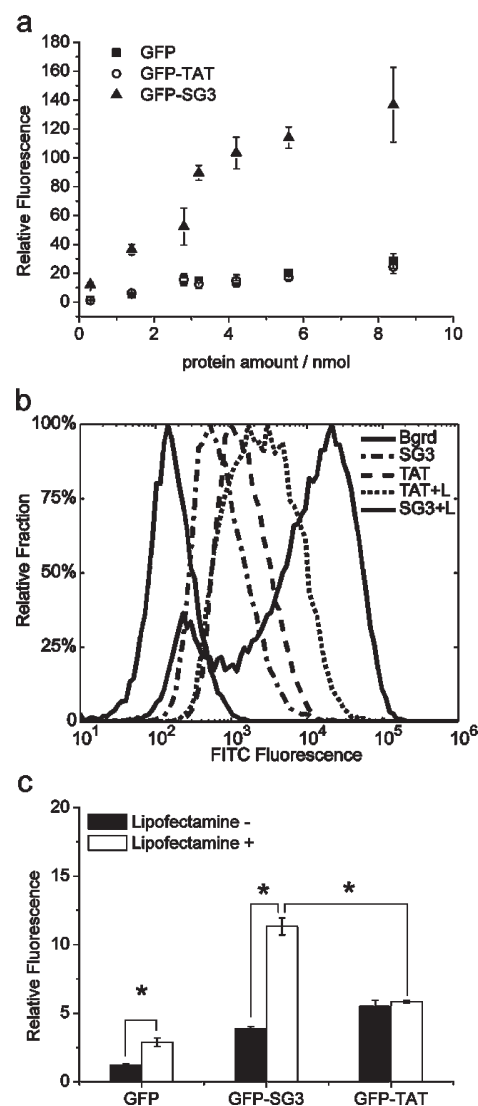 a
GFP
GFP-TAT
GFP-SG3
180
160
140
120
100
80
60
40
20
0
Relative Fluorescence
0 2 4 6 8 10
protein amount / nmol
b
100%
75%
50%
25%
0
Relative Fraction
Bgrd
SG3
TAT
TAT+L
SG3+L
10¹ 10² 10³ 10⁴ 10⁵ 10⁶
FITC Fluorescence
c
20
15
10
5
0
Relative Fluorescence
Lipofectamine -
Lipofectamine +
* * *
GFP GFP-SG3 GFP-TAT